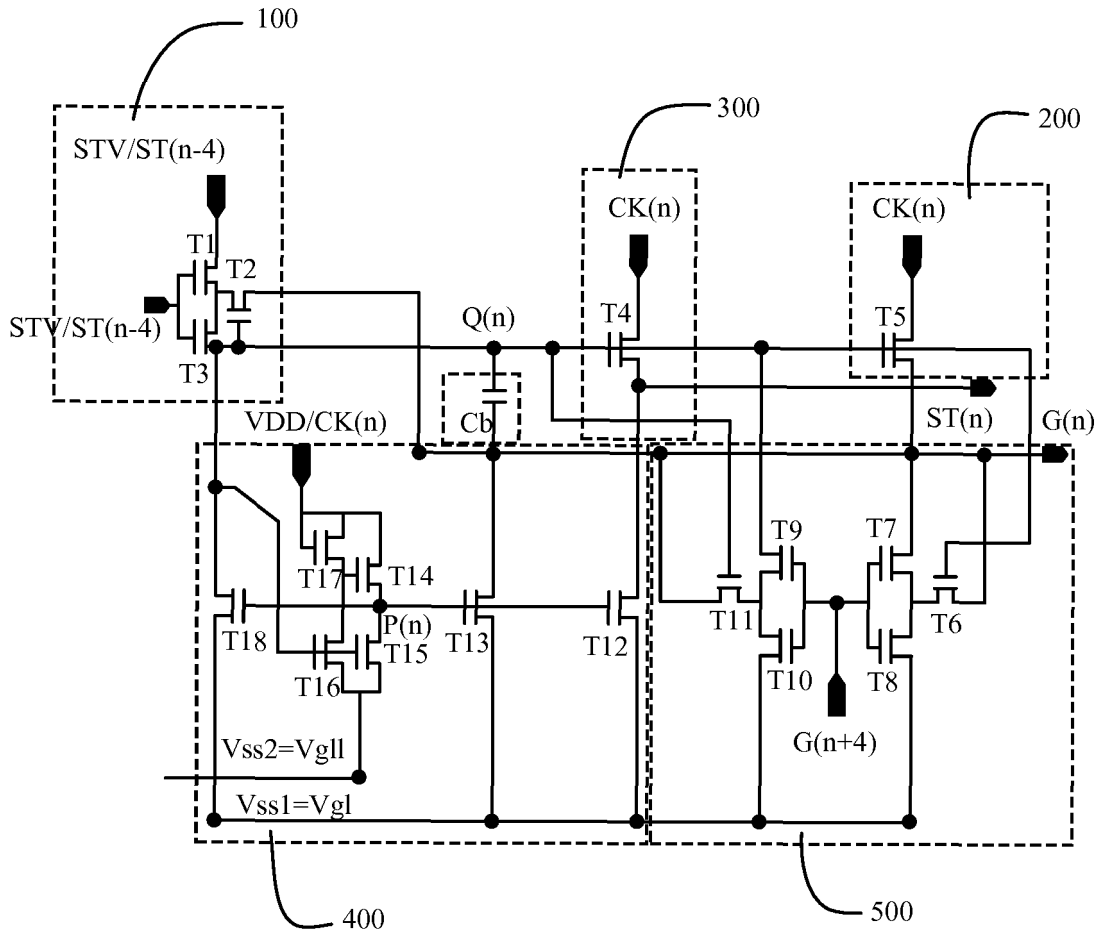 100
300
200
STV/ST(n-4)
CK(n)
CK(n)
T1
T2
STV/ST(n-4)
T3
Q(n)
T4
T5
VDD/CK(n)
Cb
ST(n)
G(n)
T9
T7
T17
T14
T11
T6
T18
P(n)
T13
T12
T15
T16
T10
T8
G(n+4)
Vss2=Vgll
Vss1=Vgl
400
500